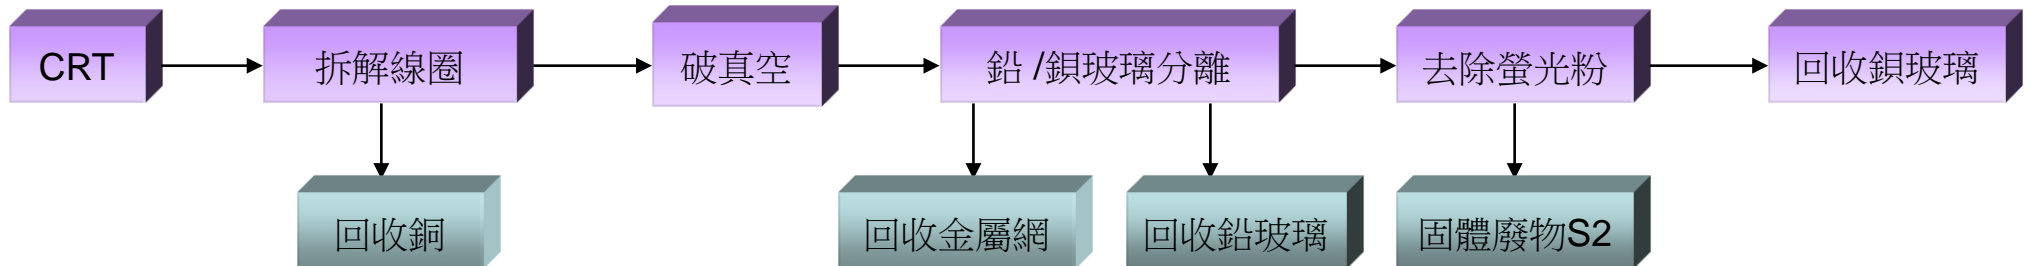 CRT
拆解線圈
破真空
鉛 /鋇玻璃分離
去除螢光粉
回收鋇玻璃
回收銅
回收金屬網
回收鉛玻璃
固體廢物S2